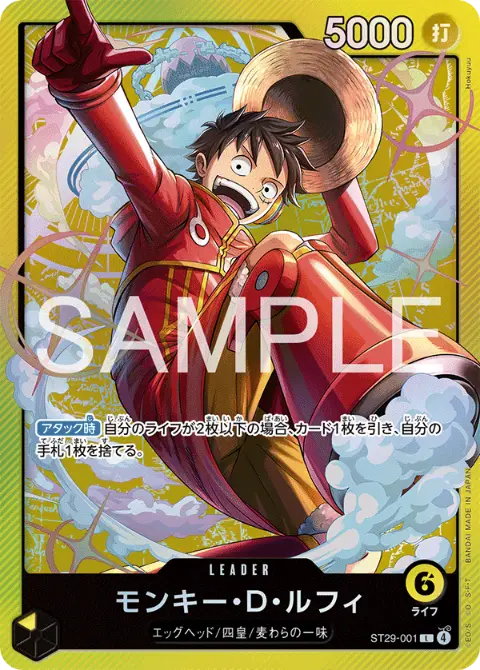 5000 打
Hokuyuu
SAMPLE
アタック時 自分のライフが2枚以下の場合、カード1枚を引き、自分の
手札1枚を捨てる。
LEADER
モンキー・D・ルフィ
6
ライフ
エッグヘッド/四皇/麦わらの一味
ST29-001 L 4
©E.O/S. ©O.・S・F・T BANDAI MADE IN JAPAN